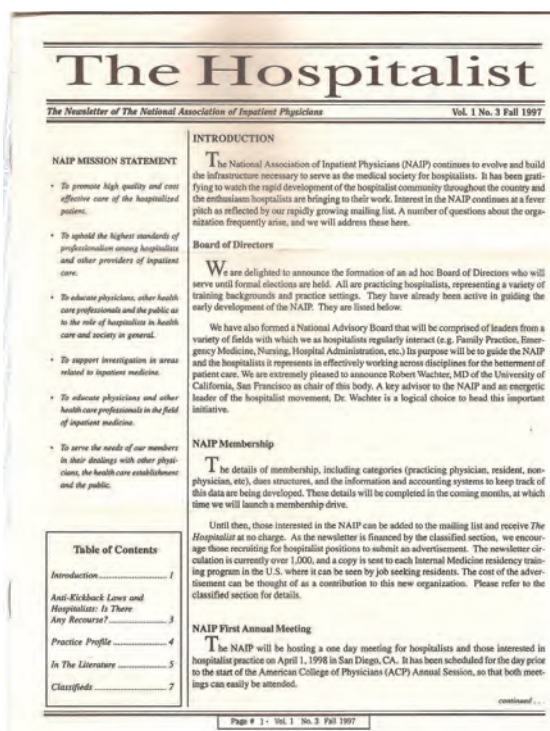 The Hospitalist
The Newsletter of The National Association of Inpatient Physicians
Vol. 1 No. 3 Fall 1997
NAIP MISSION STATEMENT
• To promote high quality and cost
effective care of the hospitalized
patient.
• To uphold the highest standards of
professionalism among hospitalists
and other providers of inpatient
care.
• To educate physicians, other health
care professionals and the public as
to the role of hospitalists in health
care and society in general.
• To support investigation in areas
related to inpatient medicine.
• To educate physicians and other
health care professionals in the field
of inpatient medicine.
• To serve the needs of our members
in their dealings with other physi-
cians, the health care establishment
and the public.
Table of Contents
Introduction ........................ 1
Anti-Kickback Laws and
Hospitalists: Is There
Any Recourse? .................... 3
Practice Profile .................... 4
In The Literature .................. 5
Classifieds .......................... 7
INTRODUCTION
The National Association of Inpatient Physicians (NAIP) continues to evolve and build
the infrastructure necessary to serve as the medical society for hospitalists. It has been grati-
fying to watch the rapid development of the hospitalist community throughout the country and
the enthusiasm hospitalists are bringing to their work. Interest in the NAIP continues at a fever
pitch as reflected by our rapidly growing mailing list. A number of questions about the orga-
nization frequently arise, and we will address these here.
Board of Directors
We are delighted to announce the formation of an ad hoc Board of Directors who will
serve until formal elections are held. All are practicing hospitalists, representing a variety of
training backgrounds and practice settings. They have already been active in guiding the
early development of the NAIP. They are listed below.
We have also formed a National Advisory Board that will be comprised of leaders from a
variety of fields with which we as hospitalists regularly interact (e.g. Family Practice, Emer-
gency Medicine, Nursing, Hospital Administration, etc.) Its purpose will be to guide the NAIP
and the hospitalists it represents in effectively working across disciplines for the betterment of
patient care. We are extremely pleased to announce Robert Wachter, MD of the University of
California, San Francisco as chair of this body. A key advisor to the NAIP and an energetic
leader of the hospitalist movement, Dr. Wachter is a logical choice to head this important
initiative.
NAIP Membership
The details of membership, including categories (practicing physician, resident, non-
physician, etc), dues structures, and the information and accounting systems to keep track of
this data are being developed. These details will be completed in the coming months, at which
time we will launch a membership drive.
Until then, those interested in the NAIP can be added to the mailing list and receive The
Hospitalist at no charge. As the newsletter is financed by the classified section, we encour-
age those recruiting for hospitalist positions to submit an advertisement. The newsletter cir-
culation is currently over 1,000, and a copy is sent to each Internal Medicine residency train-
ing program in the U.S. where it can be seen by job seeking residents. The cost of the adver-
tisement can be thought of as a contribution to this new organization. Please refer to the
classified section for details.
NAIP First Annual Meeting
The NAIP will be hosting a one day meeting for hospitalists and those interested in
hospitalist practice on April 1, 1998 in San Diego, CA. It has been scheduled for the day prior
to the start of the American College of Physicians (ACP) Annual Session, so that both meet-
ings can easily be attended.
continued . . .
Page # 1 • Vol. 1 No. 3 Fall 1997